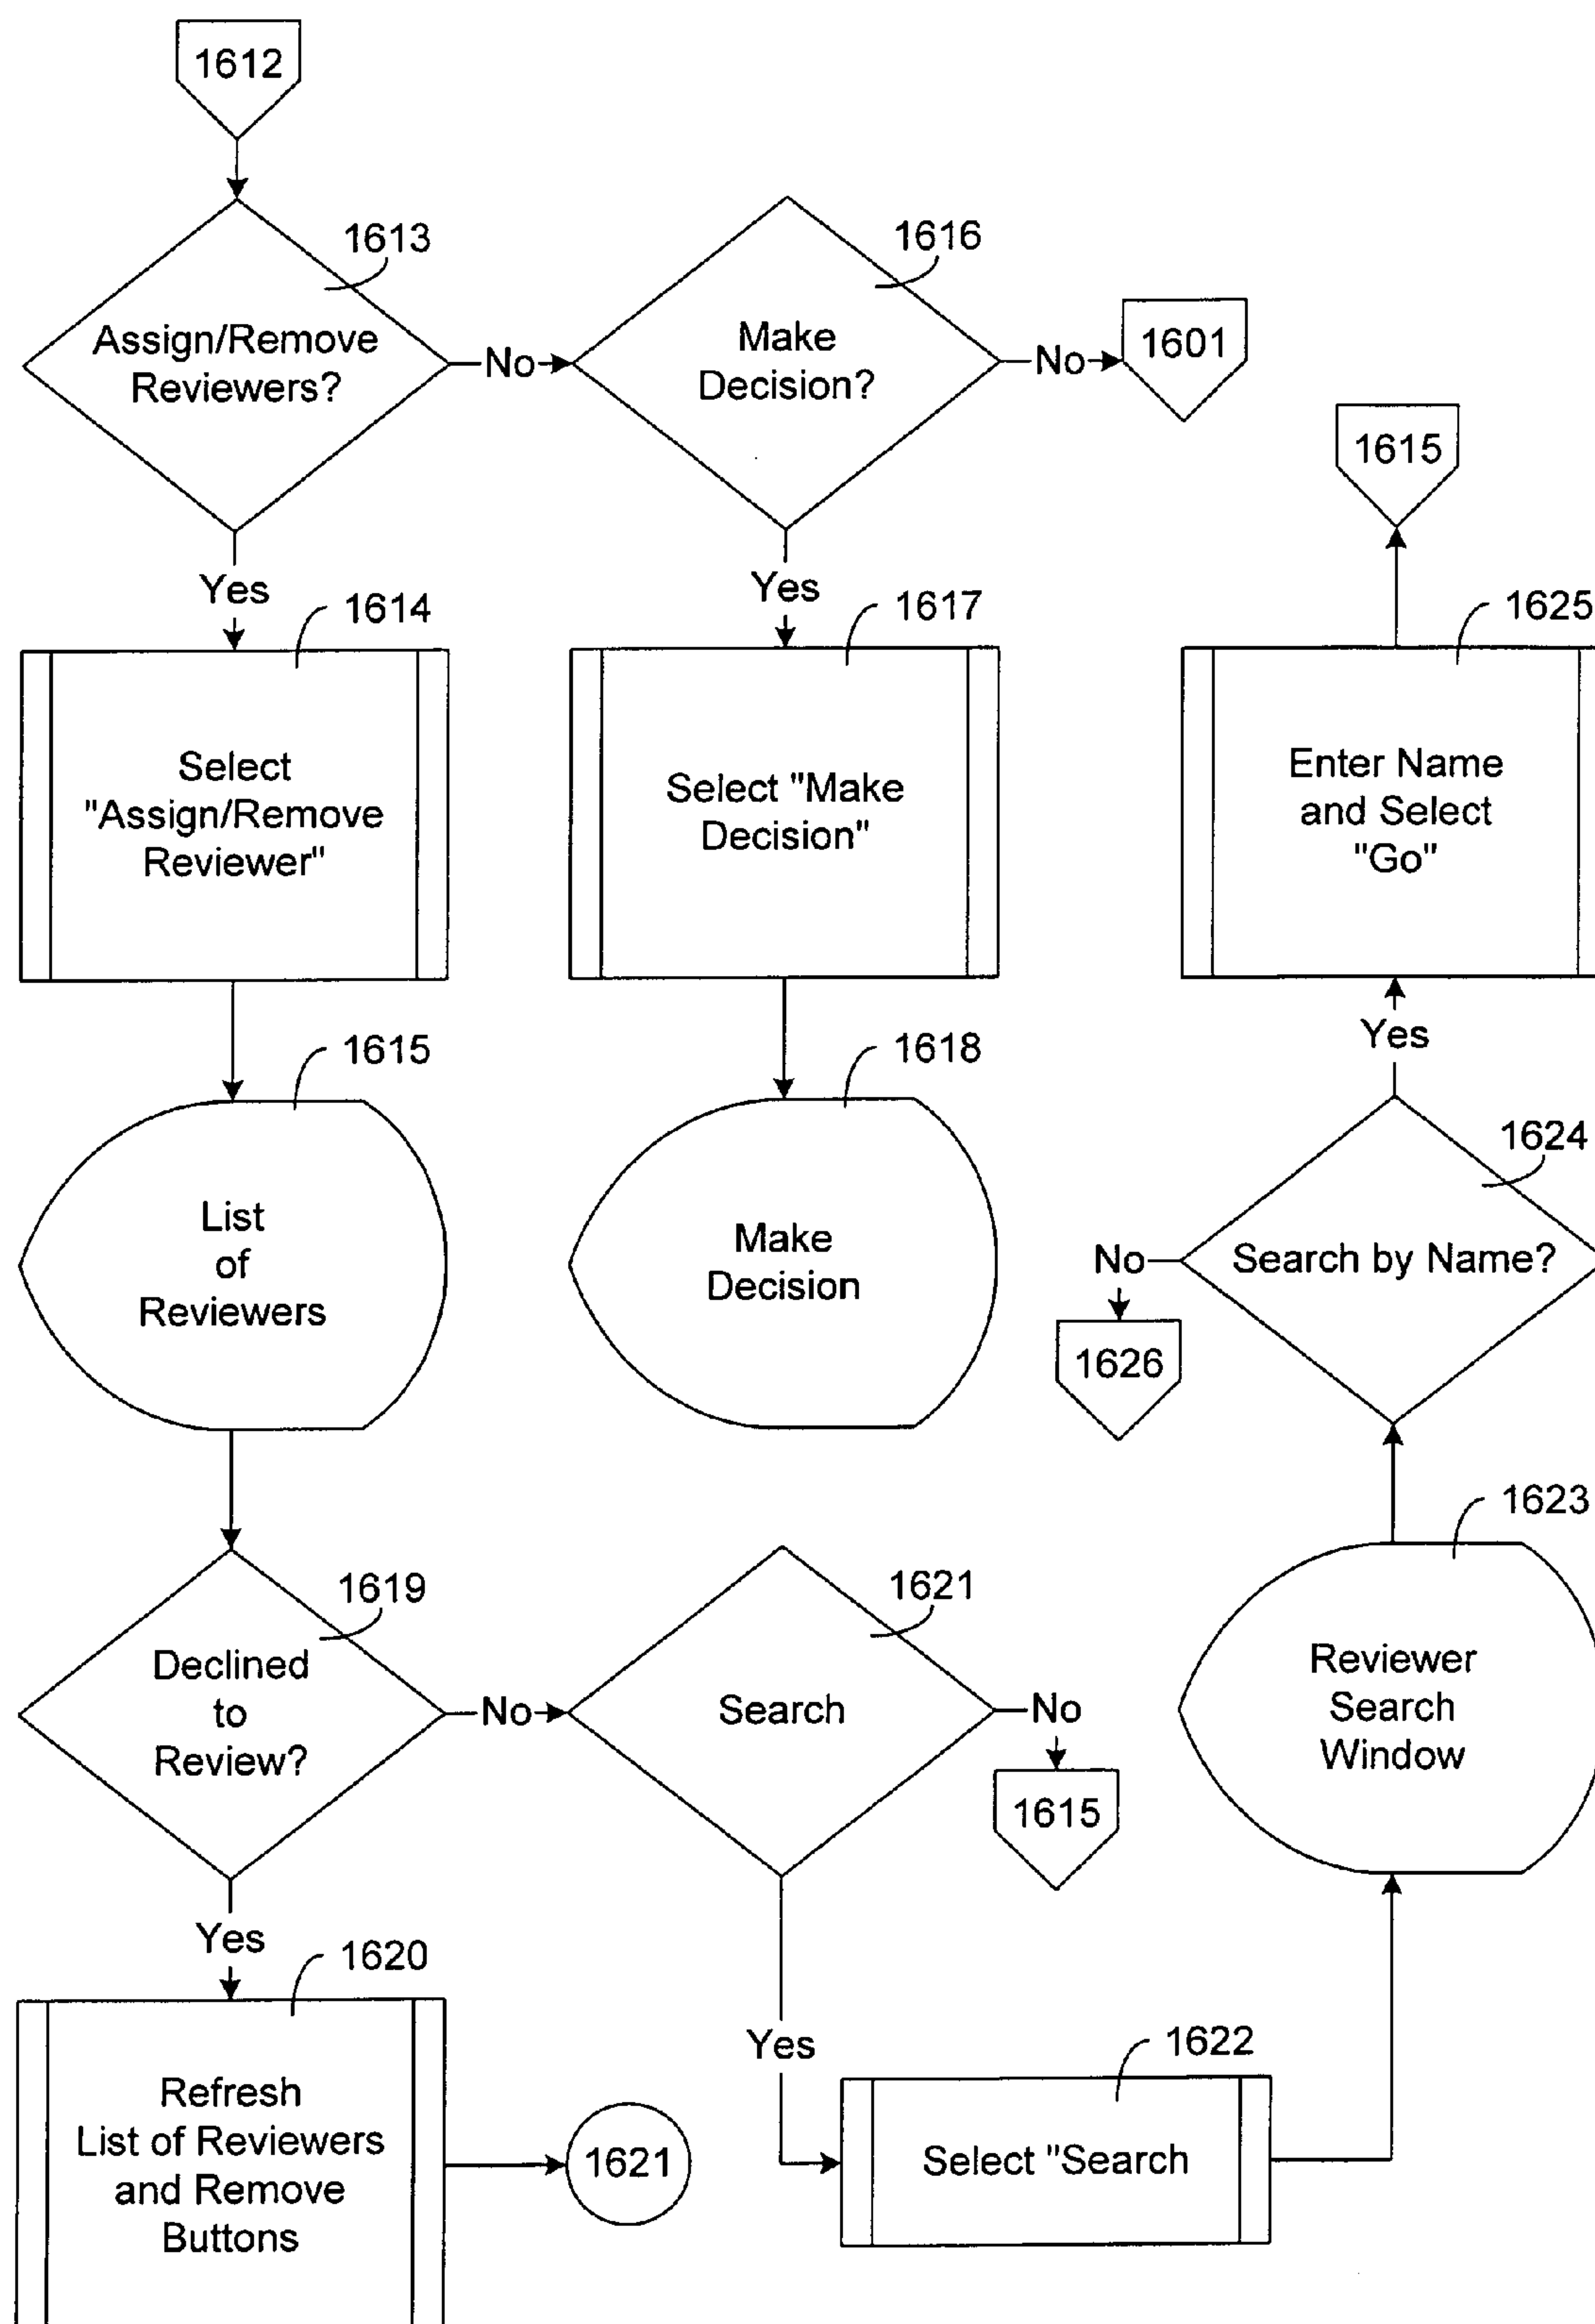 1612
1613
Assign/Remove
Reviewers?
No
1616
Make
Decision?
No
1601
1615
Yes
1614
Select
"Assign/Remove
Reviewer"
Yes
1617
Select "Make
Decision"
1625
Enter Name
and Select
"Go"
Yes
1615
List
of
Reviewers
1618
Make
Decision
1624
Search by Name?
No
1626
1623
Reviewer
Search
Window
1619
Declined
to
Review?
No
1621
Search
No
1615
Yes
1620
Refresh
List of Reviewers
and Remove
Buttons
1621
Yes
1622
Select "Search